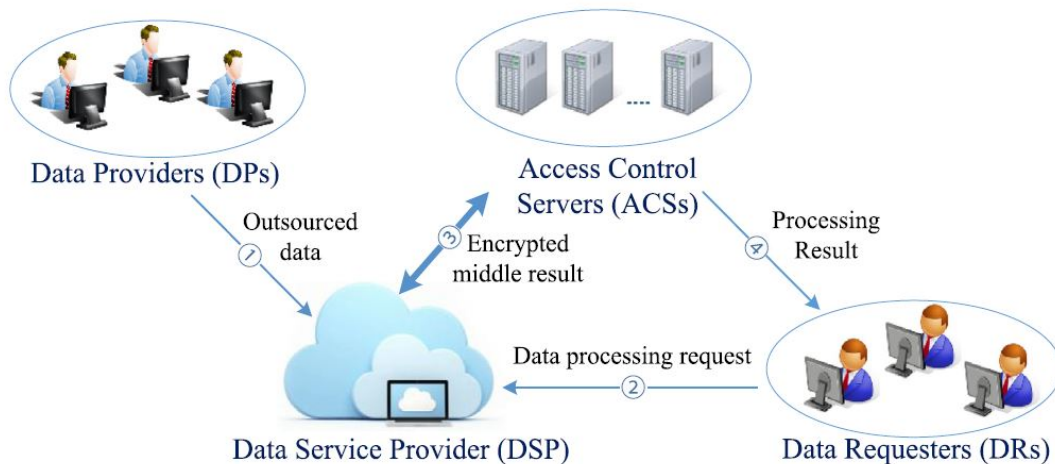 Data Providers (DPs)
Access Control
Servers (ACSs)
Outsourced
data
1
3
Encrypted
middle result
4
Processing
Result
Data processing request
2
Data Service Provider (DSP)
Data Requesters (DRs)